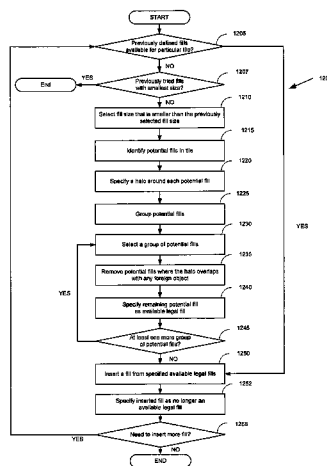 START
1205
Previously defined fills
available for particular tile?
NO
1207
YES
Previously tried fills
with smallest size?
End
NO
1210
Select fill size that is smaller than the previously
selected fill size
1215
Identify potential fills in tile
1220
Specify a halo around each potential fill
1225
Group potential fills
1230
Select a group of potential fills
1235
Remove potential fills where the halo overlaps
with any foreign object
YES
YES
1240
Specify remaining potential fill
as available legal fill
1245
At least one more group
of potential fills?
NO
1250
Insert a fill from specified available legal fills
1252
Specify inserted fill as no longer an
available legal fill
YES
Need to insert more fill?
NO
END